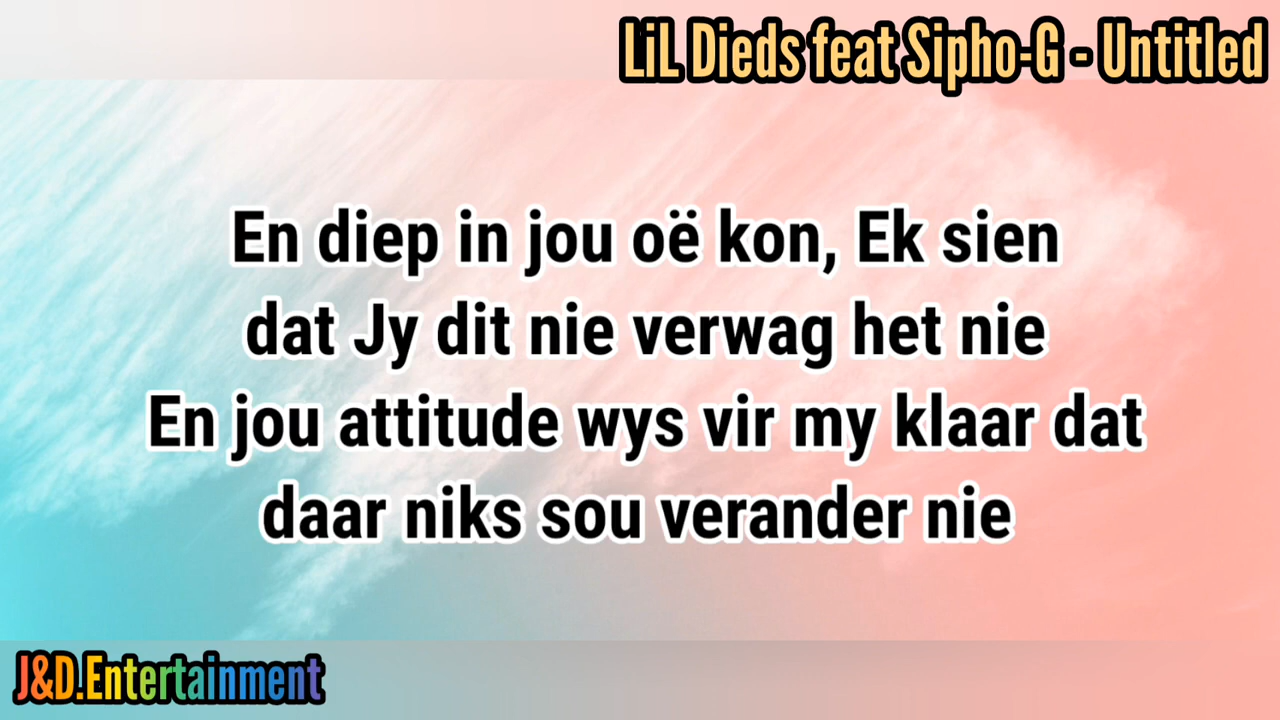 LiL Dieds feat Sipho-G - Untitled
En diep in jou oë kon, Ek sien
dat Jy dit nie verwag het nie
En jou attitude wys vir my klaar dat
daar niks sou verander nie
J&D.Entertainment